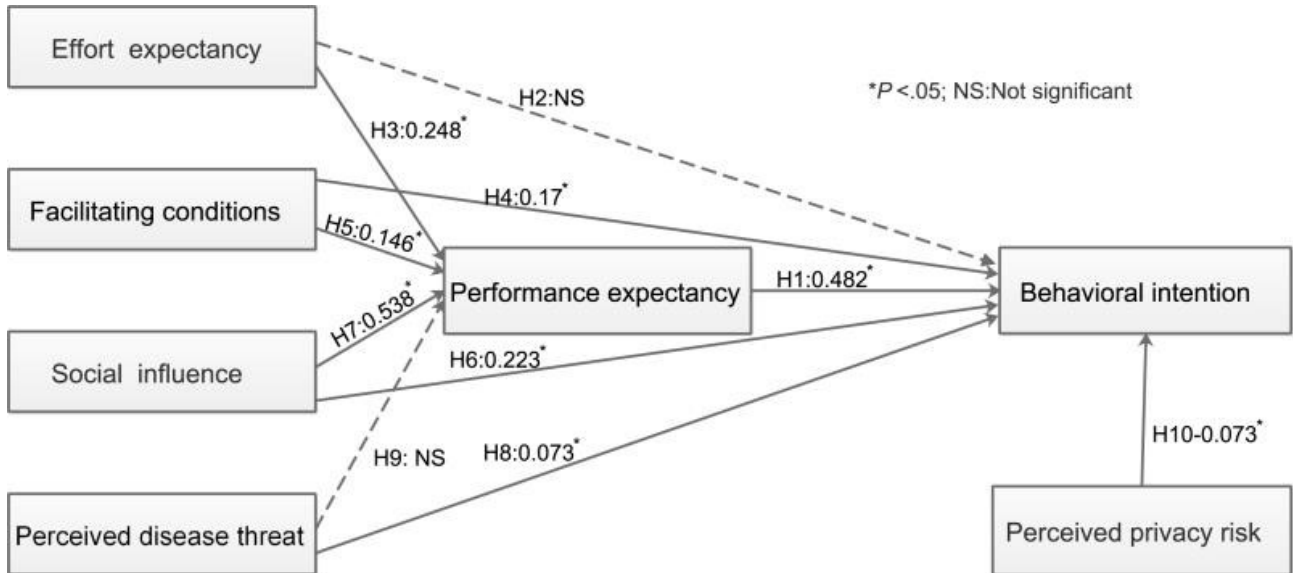 Effort expectancy
H2:NS
*P<.05; NS:Not significant
H3:0.248*
Facilitating conditions
H4:0.17*
H5:0.146*
Performance expectancy
H1:0.482*
Behavioral intention
H7:0.538*
Social influence
H6:0.223*
H9: NS
H8:0.073*
H10-0.073*
Perceived disease threat
Perceived privacy risk